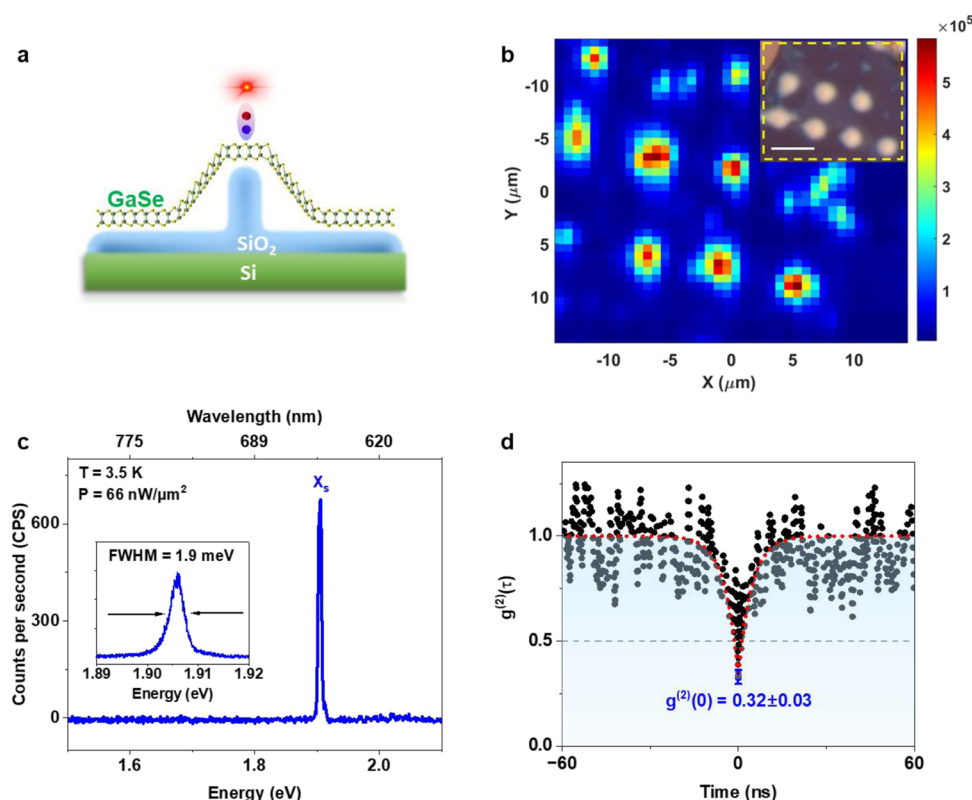 a
GaSe
SiO₂
Si
b
×10⁵
-10
-5
0
5
10
Y (μm)
-10
-5
0
5
10
X (μm)
5
4
3
2
1
c
Wavelength (nm)
775
689
620
T = 3.5 K
P = 66 nW/μm²
Xₛ
FWHM = 1.9 meV
1.89
1.90
1.91
1.92
Energy (eV)
600
300
0
Counts per second (CPS)
1.6
1.8
2.0
Energy (eV)
d
1.0
0.5
0.0
g⁽²⁾(τ)
g⁽²⁾(0) = 0.32±0.03
−60
0
60
Time (ns)